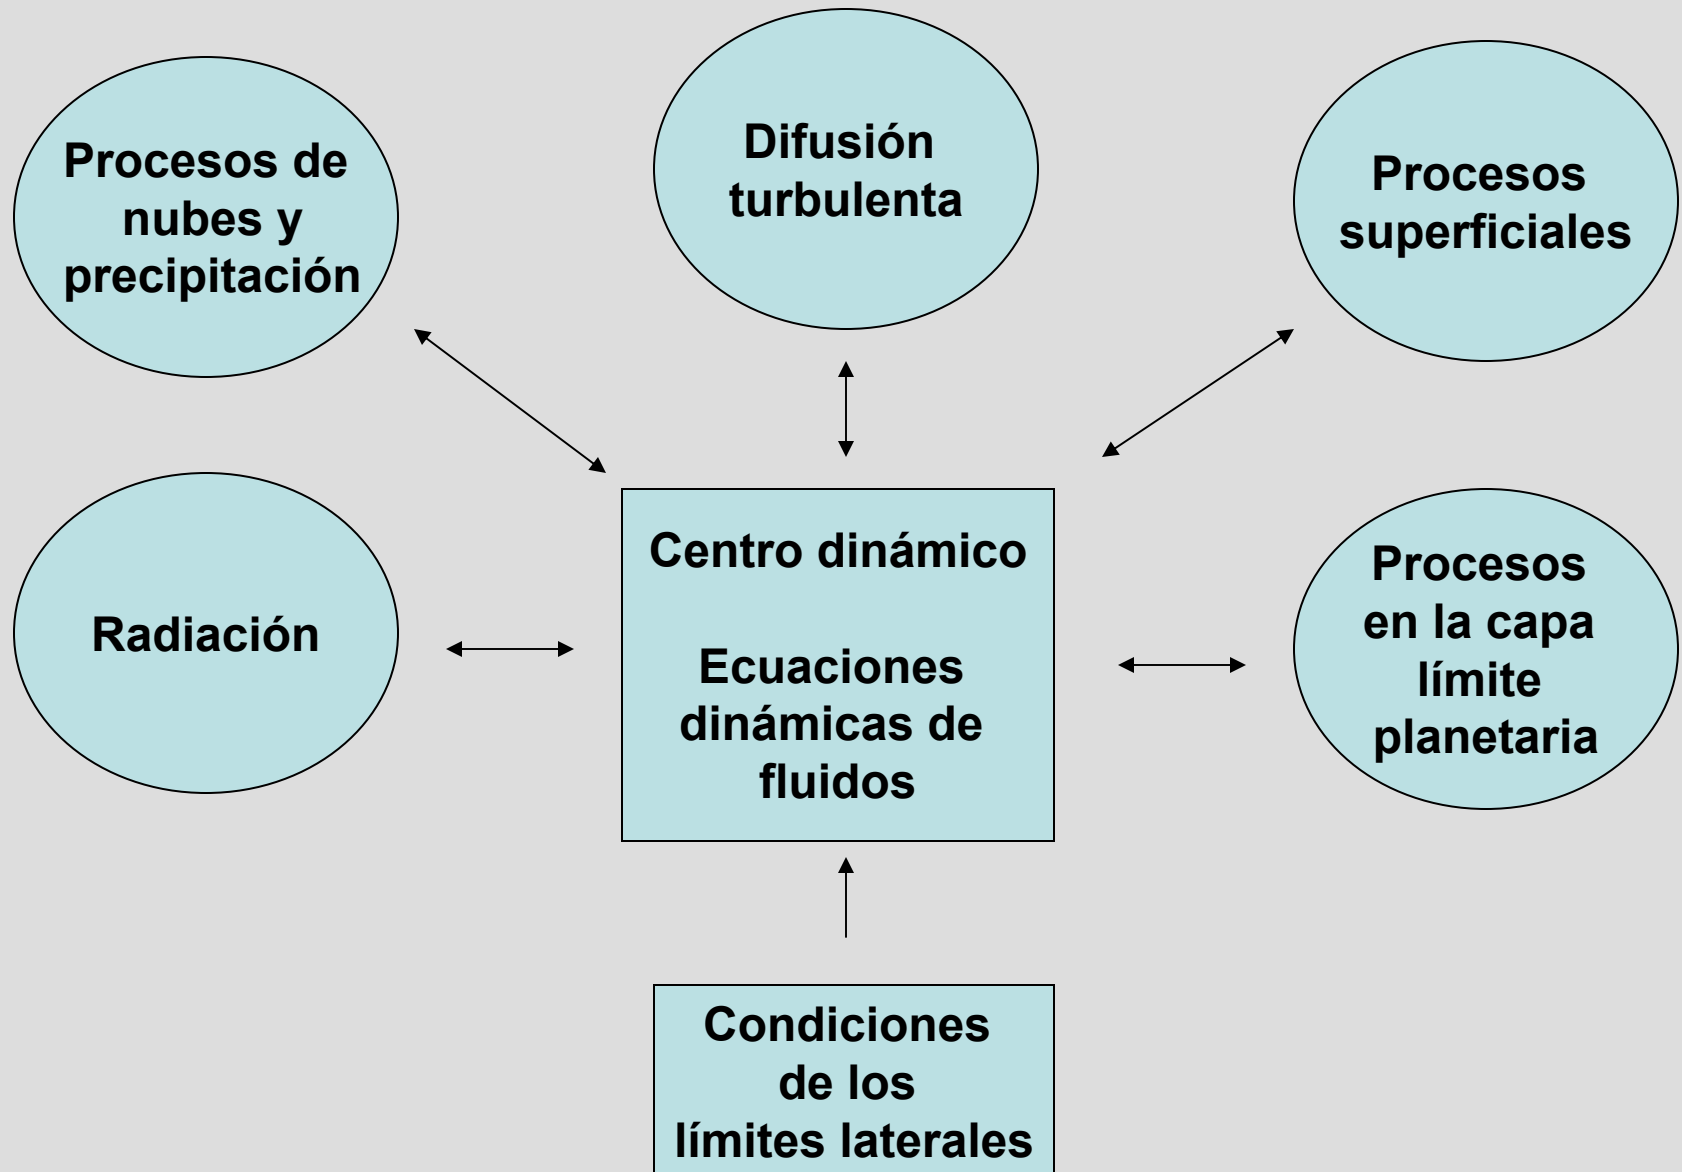 Procesos de
nubes y
precipitación
Difusión
turbulenta
Procesos
superficiales
Radiación
Centro dinámico
Ecuaciones
dinámicas de
fluidos
Procesos
en la capa
límite
planetaria
Condiciones
de los
límites laterales